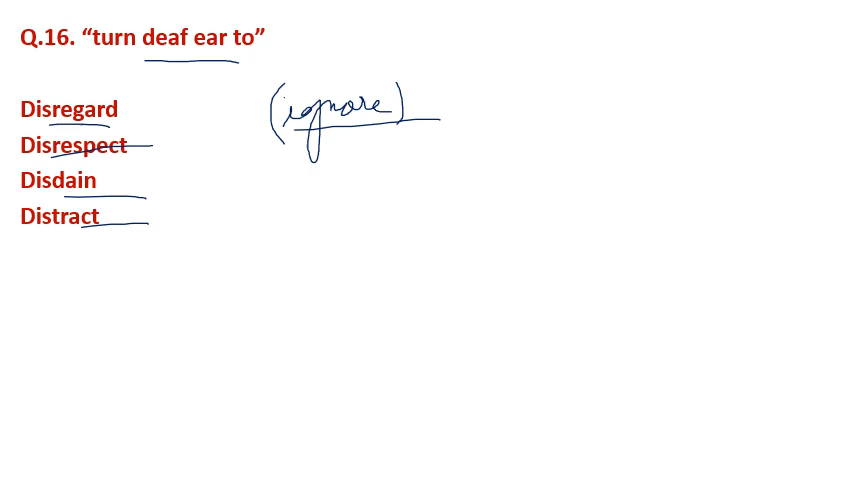 Q.16. “turn deaf ear to”
Disregard
(ignore)
Disrespect
Disdain
Distract